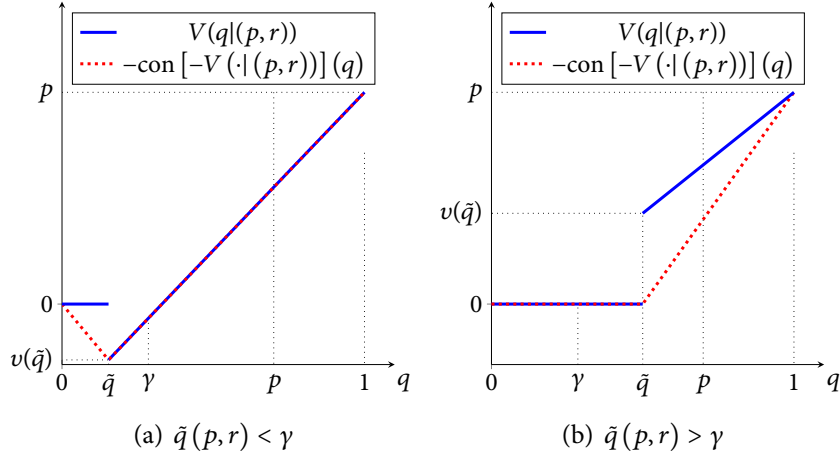 V(q|(p, r))
−con [−V (·| (p, r))] (q)
p
0
υ(q̃)
0 q̃ γ p 1 q
(a) q̃ (p, r) < γ
V(q|(p, r))
−con [−V (·| (p, r))] (q)
p
υ(q̃)
0
0 γ q̃ p 1 q
(b) q̃ (p, r) > γ